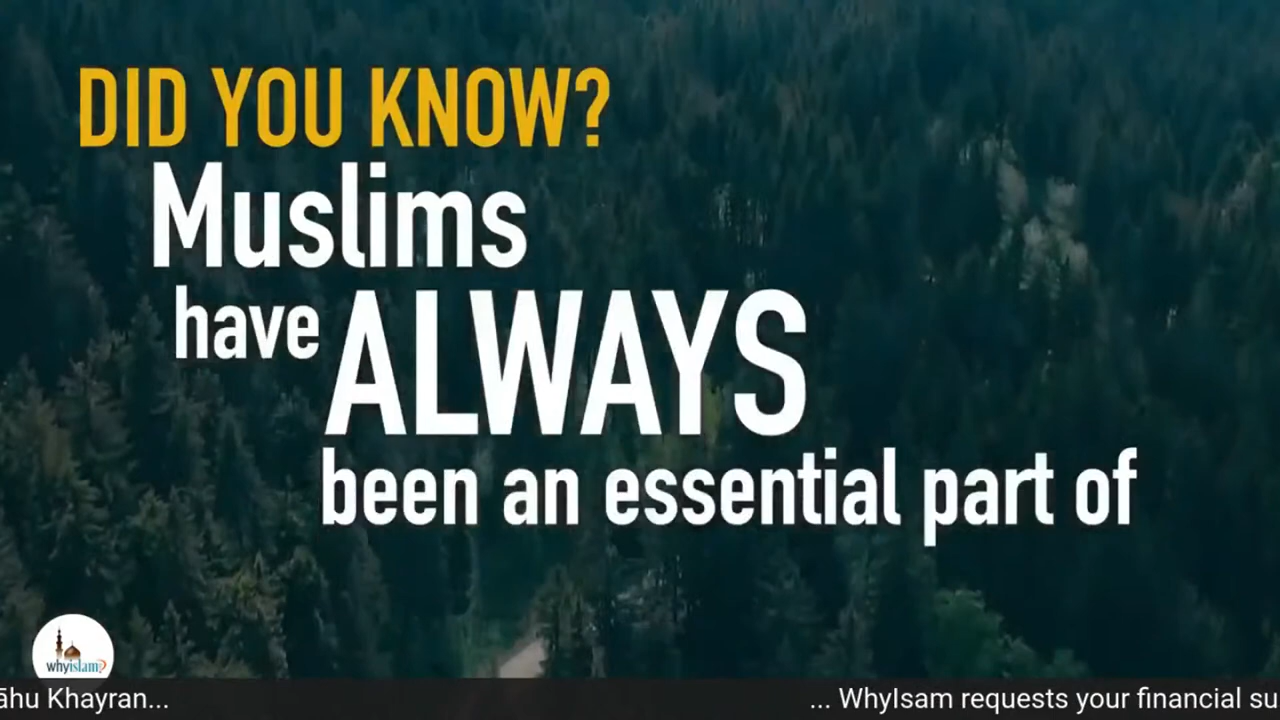 DID YOU KNOW?
Muslims
have ALWAYS
been an essential part of
whyislam?
āhu Khayran...
... WhyIsam requests your financial su